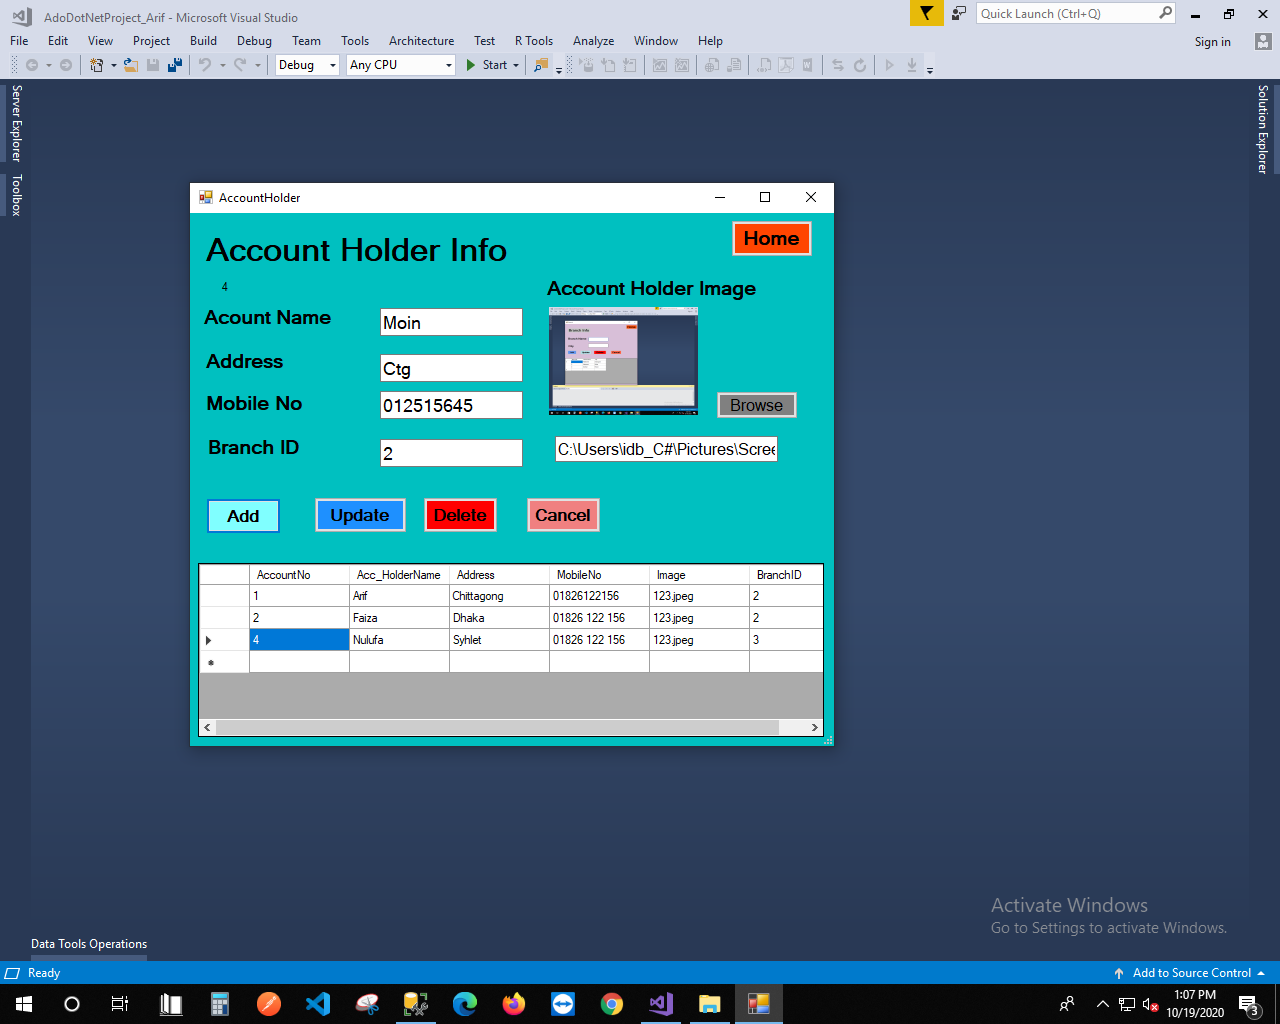 AdoDotNetProject_Arif - Microsoft Visual Studio
Quick Launch (Ctrl+Q)
File Edit View Project Build Debug Team Tools Architecture Test R Tools Analyze Window Help
Sign in
Debug Any CPU Start
Server Explorer
Toolbox
Solution Explorer
AccountHolder
Account Holder Info
Home
4
Account Holder Image
Acount Name Moin
Address Ctg
Mobile No 012515645
Browse
Branch ID 2
C:\Users\idb_C#\Pictures\Scree
Add Update Delete Cancel
AccountNo Acc_HolderName Address MobileNo Image BranchID
1 Arif Chittagong 01826122156 123.jpeg 2
2 Faiza Dhaka 01826 122 156 123.jpeg 2
4 Nulufa Syhlet 01826 122 156 123.jpeg 3
Activate Windows
Go to Settings to activate Windows.
Data Tools Operations
Ready
Add to Source Control
1:07 PM
10/19/2020
3